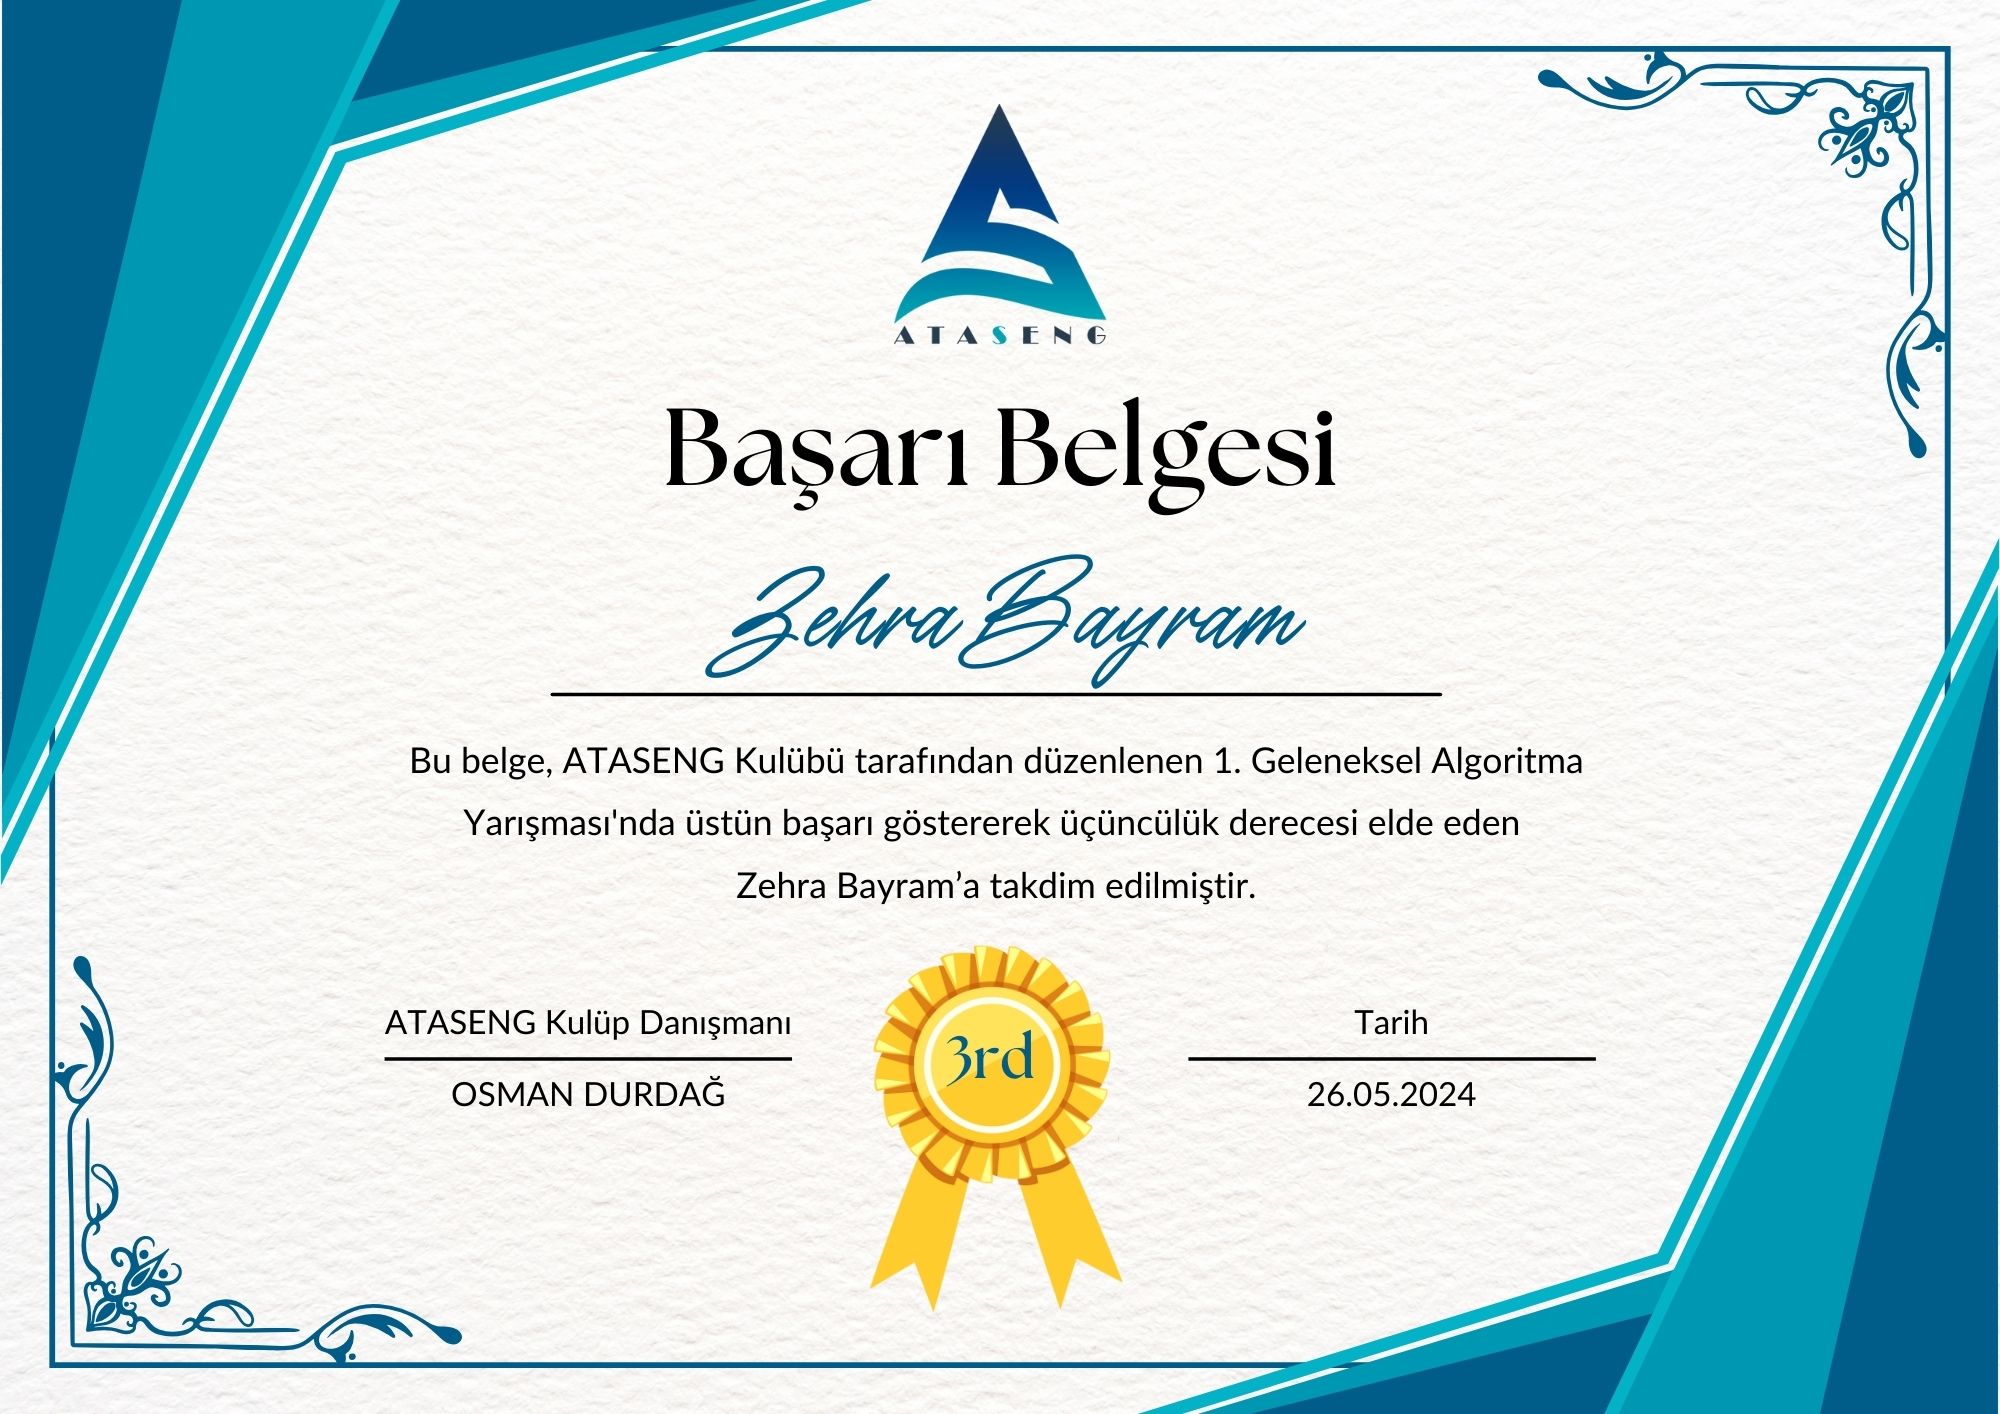 ATASENG
Başarı Belgesi
Zehra Bayram
Bu belge, ATASENG Kulübü tarafından düzenlenen 1. Geleneksel Algoritma
Yarışması'nda üstün başarı göstererek üçüncülük derecesi elde eden
Zehra Bayram’a takdim edilmiştir.
ATASENG Kulüp Danışmanı
OSMAN DURDAĞ
3rd
Tarih
26.05.2024